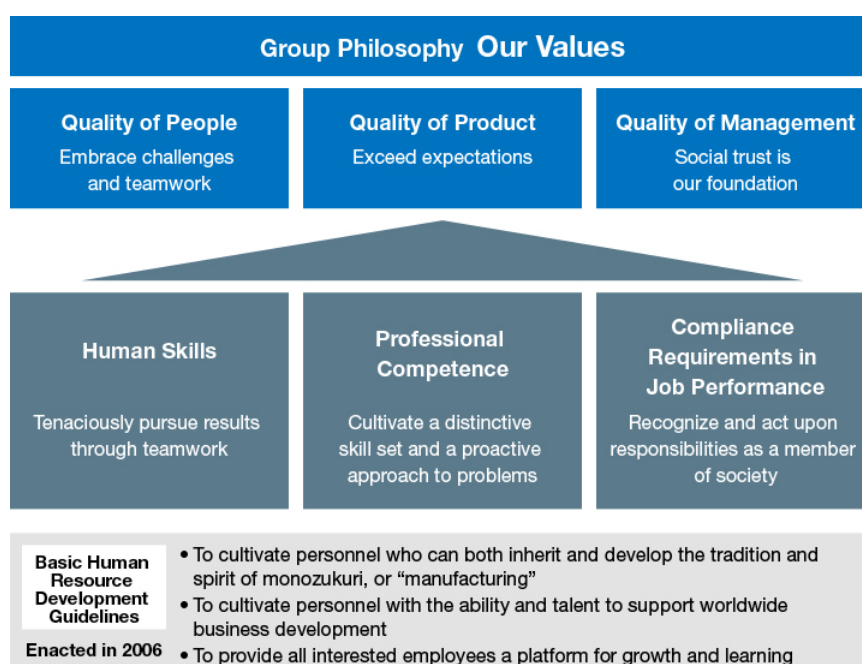 Group Philosophy Our Values
Quality of People
Embrace challenges
and teamwork
Quality of Product
Exceed expectations
Quality of Management
Social trust is
our foundation
Human Skills
Tenaciously pursue results
through teamwork
Professional
Competence
Cultivate a distinctive
skill set and a proactive
approach to problems
Compliance
Requirements in
Job Performance
Recognize and act upon
responsibilities as a member
of society
Basic Human
Resource
Development
Guidelines
Enacted in 2006
• To cultivate personnel who can both inherit and develop the tradition and
spirit of monozukuri, or “manufacturing”
• To cultivate personnel with the ability and talent to support worldwide
business development
• To provide all interested employees a platform for growth and learning